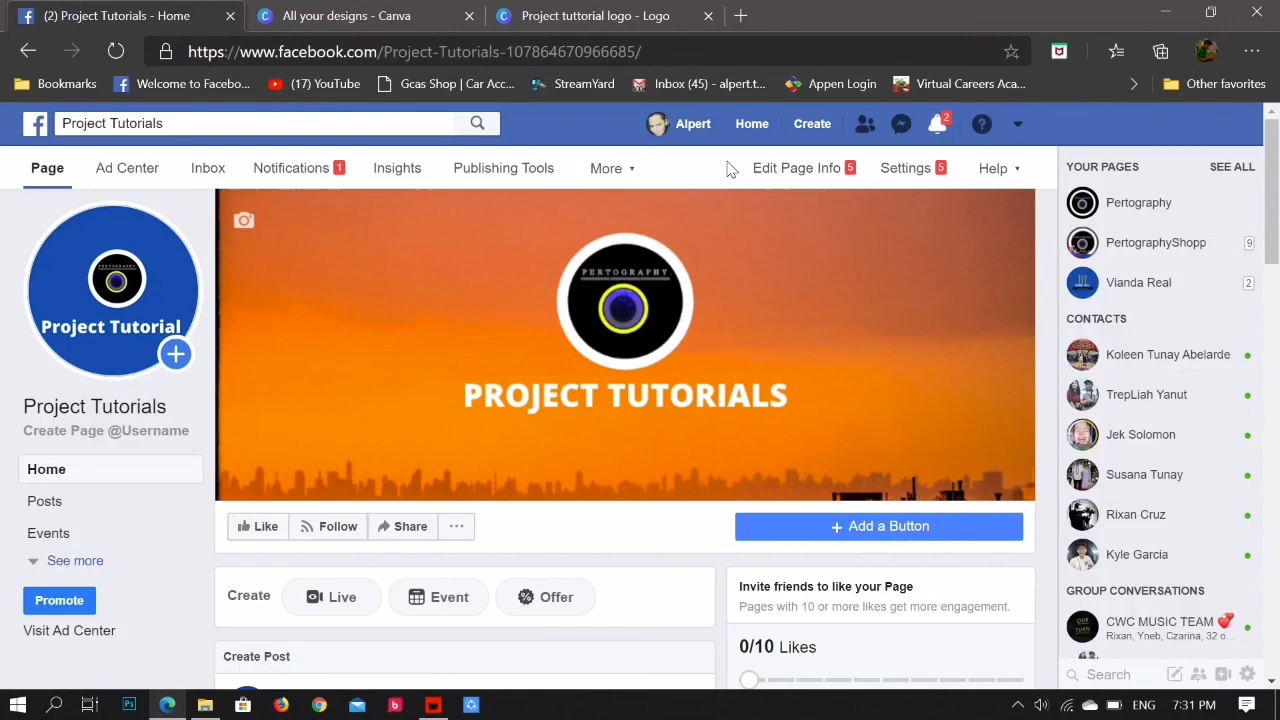 (2) Project Tutorials - Home
All your designs - Canva
Project tuttorial logo - Logo
https://www.facebook.com/Project-Tutorials-107864670966685/
Bookmarks
Welcome to Facebo...
(17) YouTube
Gcas Shop | Car Acc...
StreamYard
Inbox (45) - alpert.t...
Appen Login
Virtual Careers Aca...
Other favorites
Project Tutorials
Alpert
Home
Create
2
Page
Ad Center
Inbox
Notifications 1
Insights
Publishing Tools
More
Edit Page Info 5
Settings 5
Help
YOUR PAGES
SEE ALL
Pertography
PertographyShopp
9
Vianda Real
2
CONTACTS
Koleen Tunay Abelarde
TrepLiah Yanut
Jek Solomon
Susana Tunay
Rixan Cruz
Kyle Garcia
GROUP CONVERSATIONS
CWC MUSIC TEAM
Rixan, Yneb, Czarina, 32 o...
Search
Project Tutorial
PERTOGRAPHY
PROJECT TUTORIALS
Project Tutorials
Create Page @Username
Home
Posts
Events
See more
Promote
Visit Ad Center
Like
Follow
Share
Add a Button
Create
Live
Event
Offer
Create Post
Invite friends to like your Page
Pages with 10 or more likes get more engagement.
0/10 Likes
Ps
ENG
7:31 PM